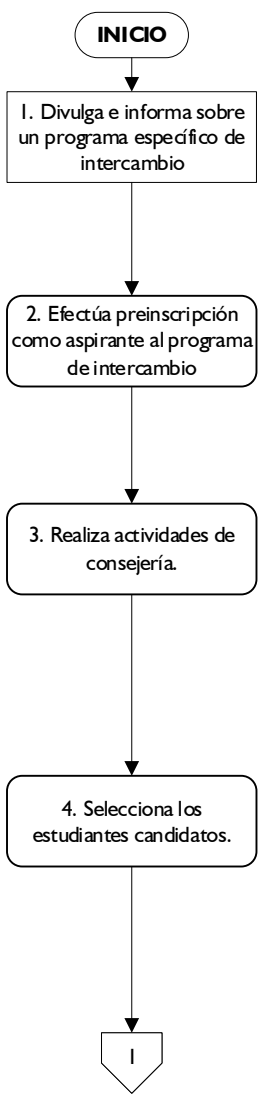 INICIO
1. Divulga e informa sobre
un programa específico de
intercambio
2. Efectúa preinscripción
como aspirante al programa
de intercambio
3. Realiza actividades de
consejería.
4. Selecciona los
estudiantes candidatos.
1